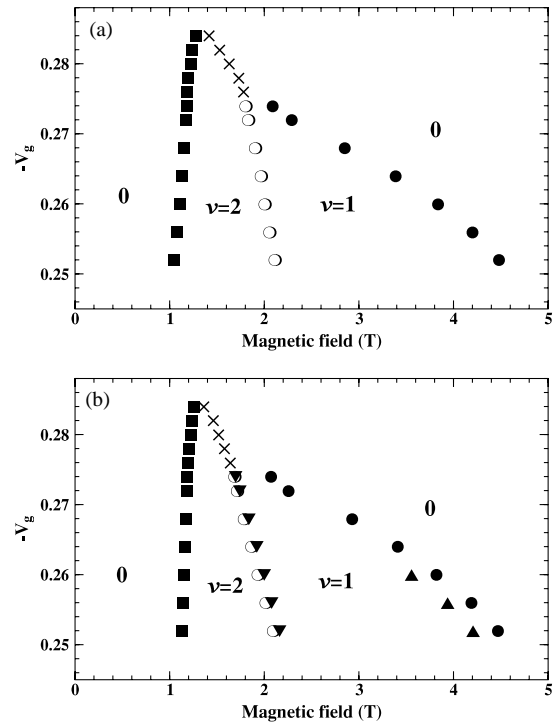 (a)
0.28
0.27
0.26
0.25
-Vg
0
ν=2
ν=1
0
0 1 2 3 4 5
Magnetic field (T)
(b)
0.28
0.27
0.26
0.25
-Vg
0
ν=2
ν=1
0
0 1 2 3 4 5
Magnetic field (T)